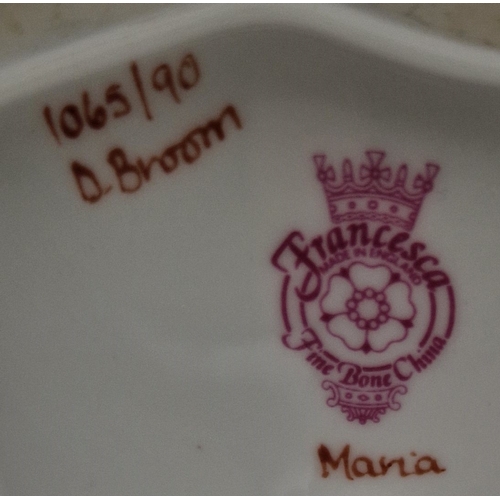 1065/90
D. Broom
Francesca
MADE IN ENGLAND
Fine Bone China
Maria